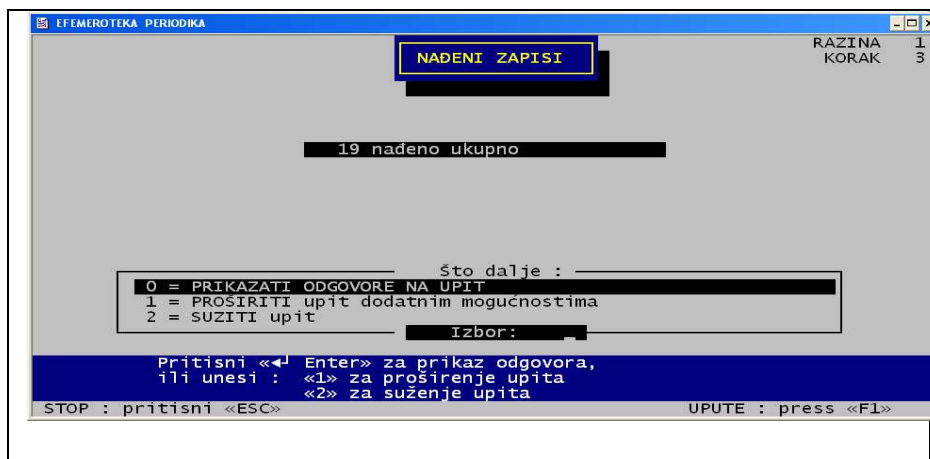 EFEMEROTEKA PERIODIKA
NAĐENI ZAPISI
RAZINA 1
KORAK 3
19 nađeno ukupno
Što dalje :
0 = PRIKAZATI ODGOVORE NA UPIT
1 = PROŠIRITI upit dodatnim mogućnostima
2 = SUZITI upit
Izbor:
Pritisni «◄┘ Enter» za prikaz odgovora,
ili unesi : «1» za proširenje upita
«2» za suženje upita
STOP : pritisni «ESC» UPUTE : press «F1»